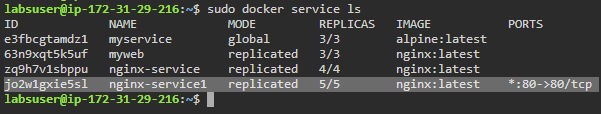 labsuser@ip-172-31-29-216:~$ sudo docker service ls
ID NAME MODE REPLICAS IMAGE PORTS
e3fbcgtamdz1 myservice global 3/3 alpine:latest
63n9xqt5k5uf myweb replicated 3/3 nginx:latest
zq9h7v1sbppu nginx-service replicated 4/4 nginx:latest
jo2w1gxie5sl nginx-service1 replicated 5/5 nginx:latest *:80->80/tcp
labsuser@ip-172-31-29-216:~$